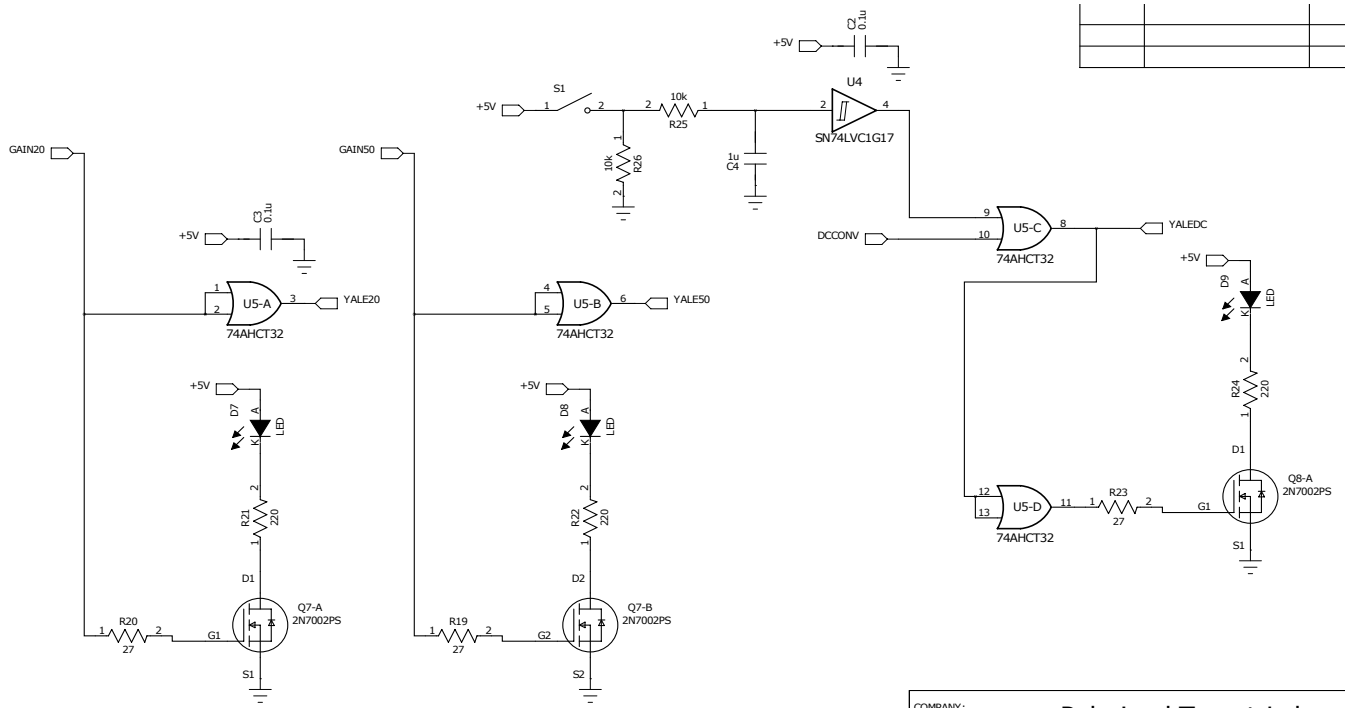 +5V
C2
0.1u
S1
+5V
1
2
2
10k
1
R25
U4
2
4
SN74LVC1G17
1
10k
R26
2
1u
C4
GAIN20
GAIN50
C3
0.1u
+5V
9
U5-C
8
YALEDC
DCCONV
10
74AHCT32
1
U5-A
3
YALE20
2
74AHCT32
4
U5-B
6
YALE50
5
74AHCT32
+5V
D9
A
K
LED
2
R24
220
1
D1
+5V
D7
A
K
LED
2
R21
220
1
D1
+5V
D8
A
K
LED
2
R22
220
1
D2
12
U5-D
11
13
74AHCT32
R23
1
2
27
G1
Q8-A
2N7002PS
S1
R20
1
2
27
G1
Q7-A
2N7002PS
S1
R19
1
2
27
G2
Q7-B
2N7002PS
S2
COMPANY: